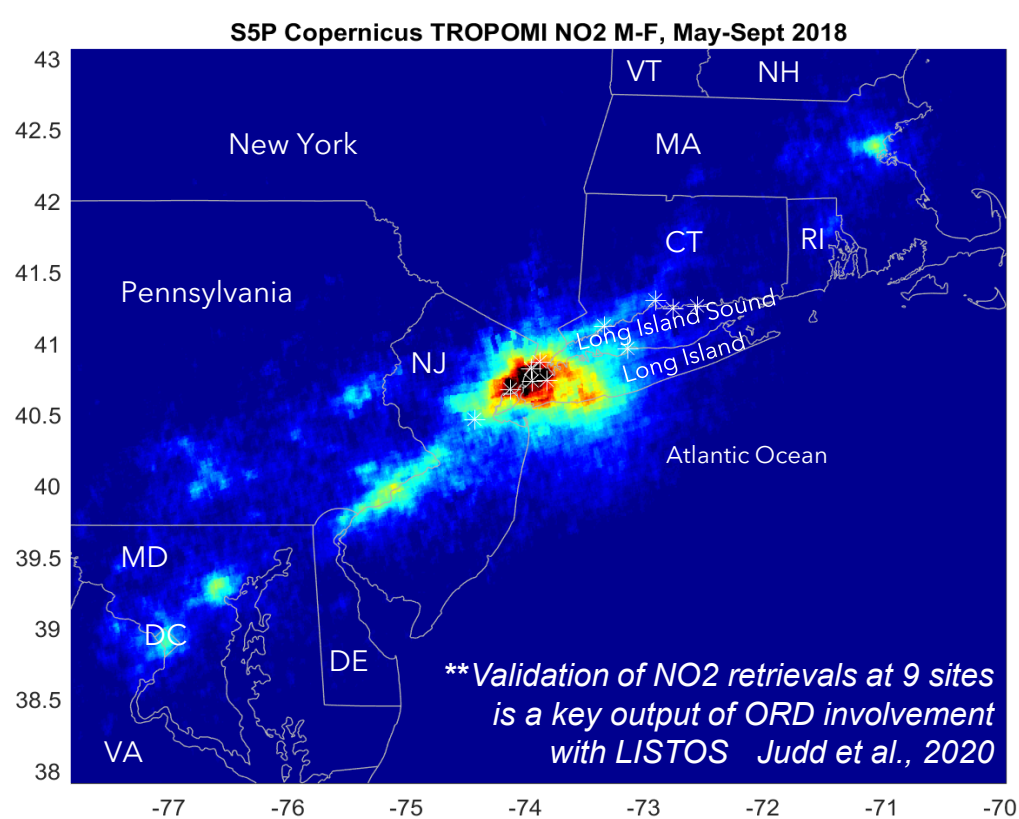 S5P Copernicus TROPOMI NO2 M-F, May-Sept 2018
43
VT
NH
42.5
New York
MA
42
CT
RI
41.5
Pennsylvania
Long Island Sound
41
NJ
Long Island
40.5
Atlantic Ocean
40
39.5
MD
39
DC
DE
**Validation of NO2 retrievals at 9 sites
38.5
is a key output of ORD involvement
VA
with LISTOS Judd et al., 2020
38
-77 -76 -75 -74 -73 -72 -71 -70